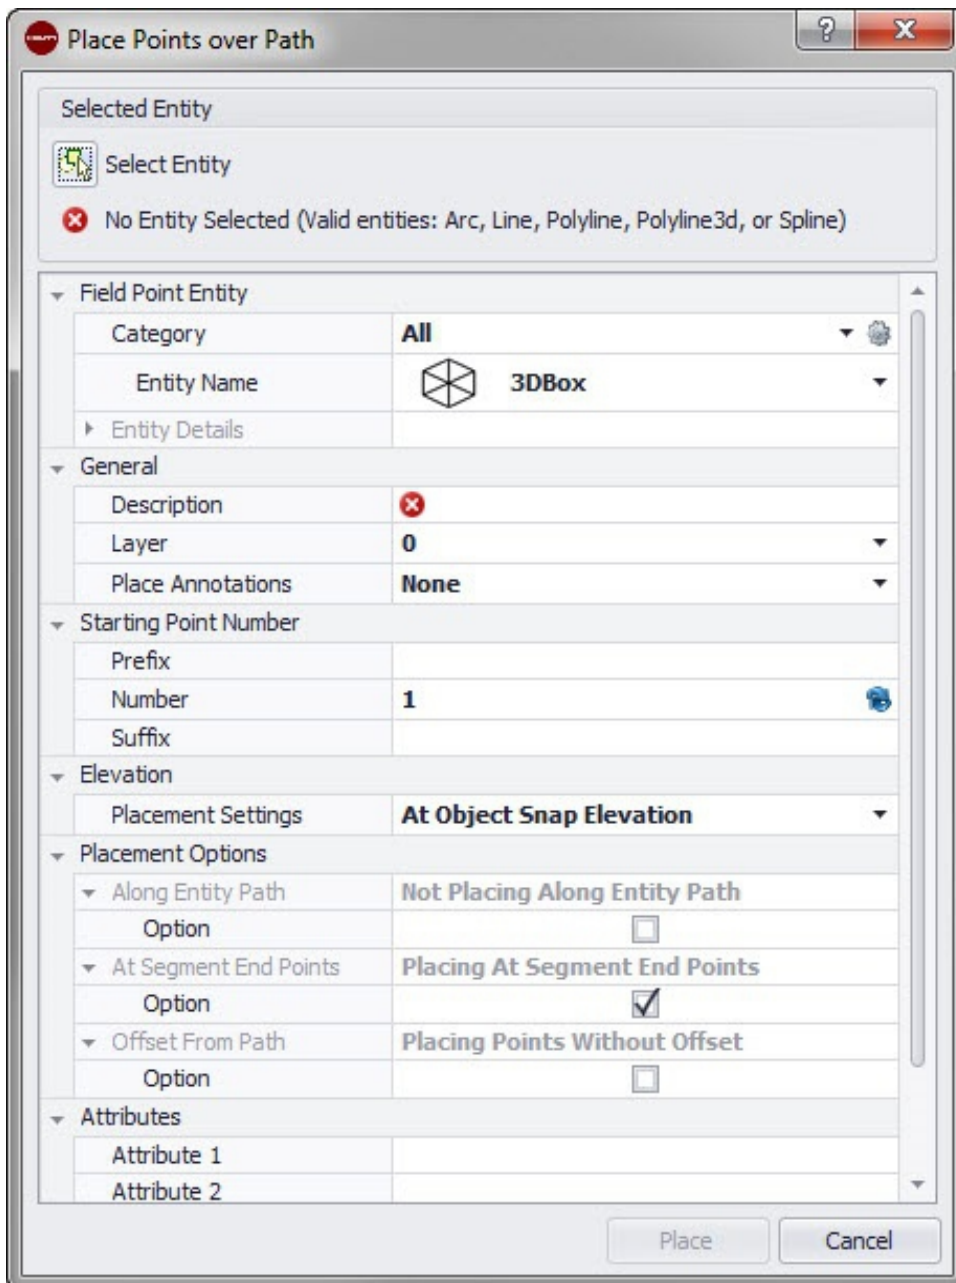 Place Points over Path
Selected Entity
Select Entity
No Entity Selected (Valid entities: Arc, Line, Polyline, Polyline3d, or Spline)
Field Point Entity
Category All
Entity Name 3DBox
Entity Details
General
Description
Layer 0
Place Annotations None
Starting Point Number
Prefix
Number 1
Suffix
Elevation
Placement Settings At Object Snap Elevation
Placement Options
Along Entity Path Not Placing Along Entity Path
Option
At Segment End Points Placing At Segment End Points
Option
Offset From Path Placing Points Without Offset
Option
Attributes
Attribute 1
Attribute 2
Place Cancel